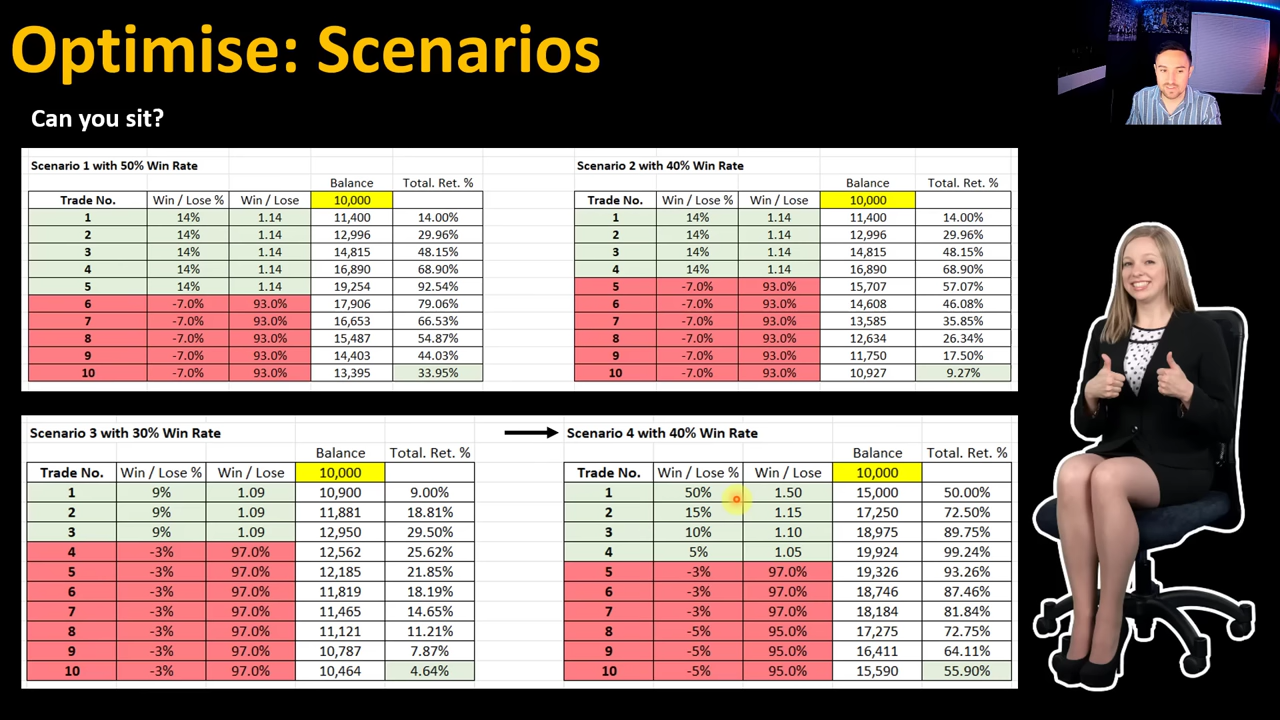 Optimise: Scenarios
Can you sit?
Scenario 1 with 50% Win Rate
Balance Total. Ret. %
Trade No. Win / Lose % Win / Lose 10,000
1 14% 1.14 11,400 14.00%
2 14% 1.14 12,996 29.96%
3 14% 1.14 14,815 48.15%
4 14% 1.14 16,890 68.90%
5 14% 1.14 19,254 92.54%
6 -7.0% 93.0% 17,906 79.06%
7 -7.0% 93.0% 16,653 66.53%
8 -7.0% 93.0% 15,487 54.87%
9 -7.0% 93.0% 14,403 44.03%
10 -7.0% 93.0% 13,395 33.95%
Scenario 2 with 40% Win Rate
Balance Total. Ret. %
Trade No. Win / Lose % Win / Lose 10,000
1 14% 1.14 11,400 14.00%
2 14% 1.14 12,996 29.96%
3 14% 1.14 14,815 48.15%
4 14% 1.14 16,890 68.90%
5 -7.0% 93.0% 15,707 57.07%
6 -7.0% 93.0% 14,608 46.08%
7 -7.0% 93.0% 13,585 35.85%
8 -7.0% 93.0% 12,634 26.34%
9 -7.0% 93.0% 11,750 17.50%
10 -7.0% 93.0% 10,927 9.27%
Scenario 3 with 30% Win Rate
Balance Total. Ret. %
Trade No. Win / Lose % Win / Lose 10,000
1 9% 1.09 10,900 9.00%
2 9% 1.09 11,881 18.81%
3 9% 1.09 12,950 29.50%
4 -3% 97.0% 12,562 25.62%
5 -3% 97.0% 12,185 21.85%
6 -3% 97.0% 11,819 18.19%
7 -3% 97.0% 11,465 14.65%
8 -3% 97.0% 11,121 11.21%
9 -3% 97.0% 10,787 7.87%
10 -3% 97.0% 10,464 4.64%
Scenario 4 with 40% Win Rate
Balance Total. Ret. %
Trade No. Win / Lose % Win / Lose 10,000
1 50% 1.50 15,000 50.00%
2 15% 1.15 17,250 72.50%
3 10% 1.10 18,975 89.75%
4 5% 1.05 19,924 99.24%
5 -3% 97.0% 19,326 93.26%
6 -3% 97.0% 18,746 87.46%
7 -3% 97.0% 18,184 81.84%
8 -5% 95.0% 17,275 72.75%
9 -5% 95.0% 16,411 64.11%
10 -5% 95.0% 15,590 55.90%